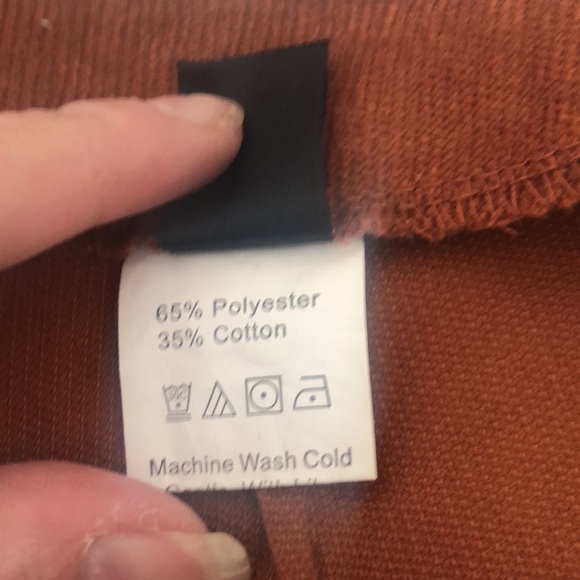 65% Polyester
35% Cotton
Machine Wash Cold